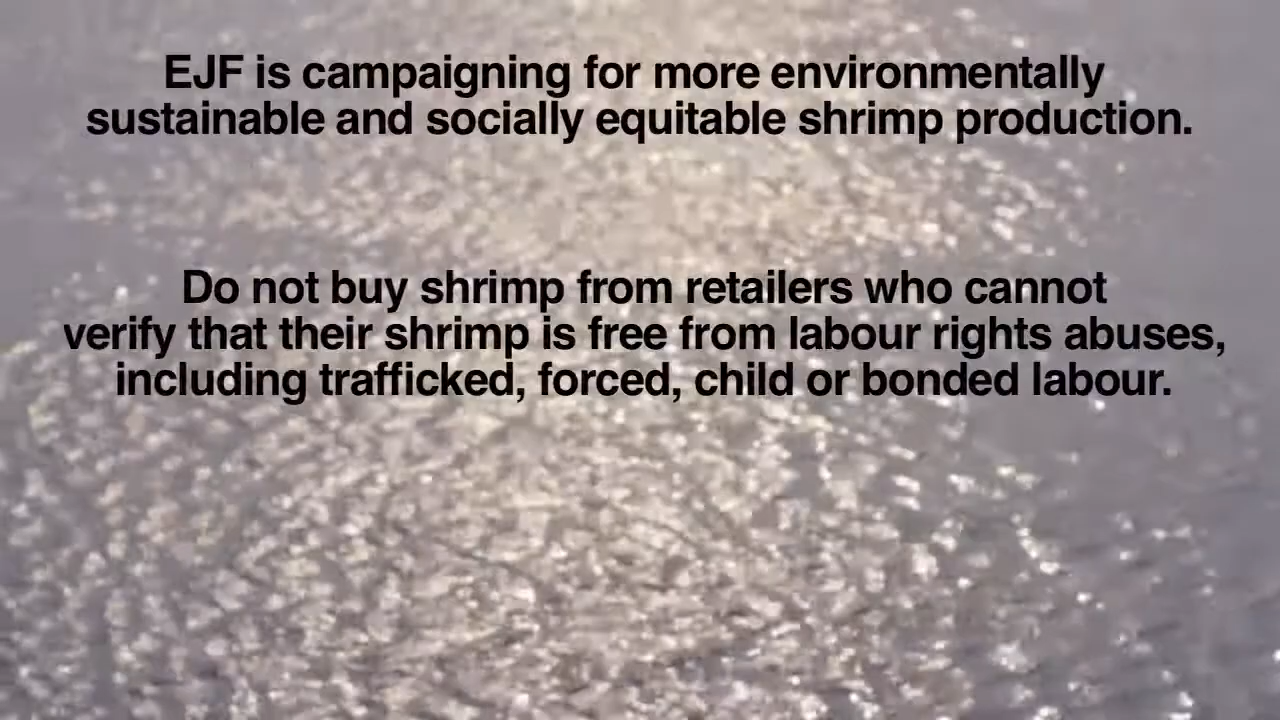 EJF is campaigning for more environmentally
sustainable and socially equitable shrimp production.
Do not buy shrimp from retailers who cannot
verify that their shrimp is free from labour rights abuses,
including trafficked, forced, child or bonded labour.